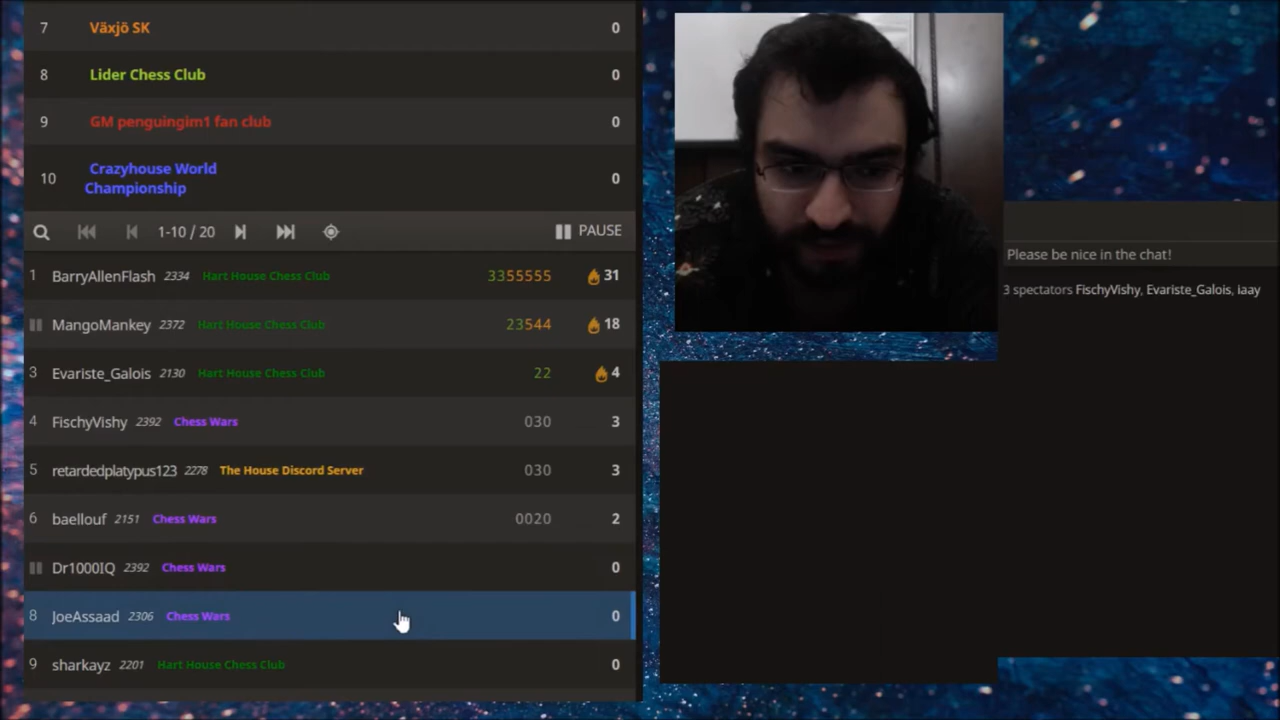 7 Växjö SK 0
8 Lider Chess Club 0
9 GM penguingim1 fan club 0
10 Crazyhouse World Championship 0
1-10 / 20 PAUSE
1 BarryAllenFlash 2334 Hart House Chess Club 3355555 31
MangoMankey 2372 Hart House Chess Club 23544 18
3 Evariste_Galois 2130 Hart House Chess Club 22 4
4 FischyVishy 2392 Chess Wars 030 3
5 retardedplatypus123 2278 The House Discord Server 030 3
6 baellouf 2151 Chess Wars 0020 2
Dr1000IQ 2392 Chess Wars 0
8 JoeAssaad 2306 Chess Wars 0
9 sharkayz 2201 Hart House Chess Club 0
Please be nice in the chat!
3 spectators FischyVishy, Evariste_Galois, iaay